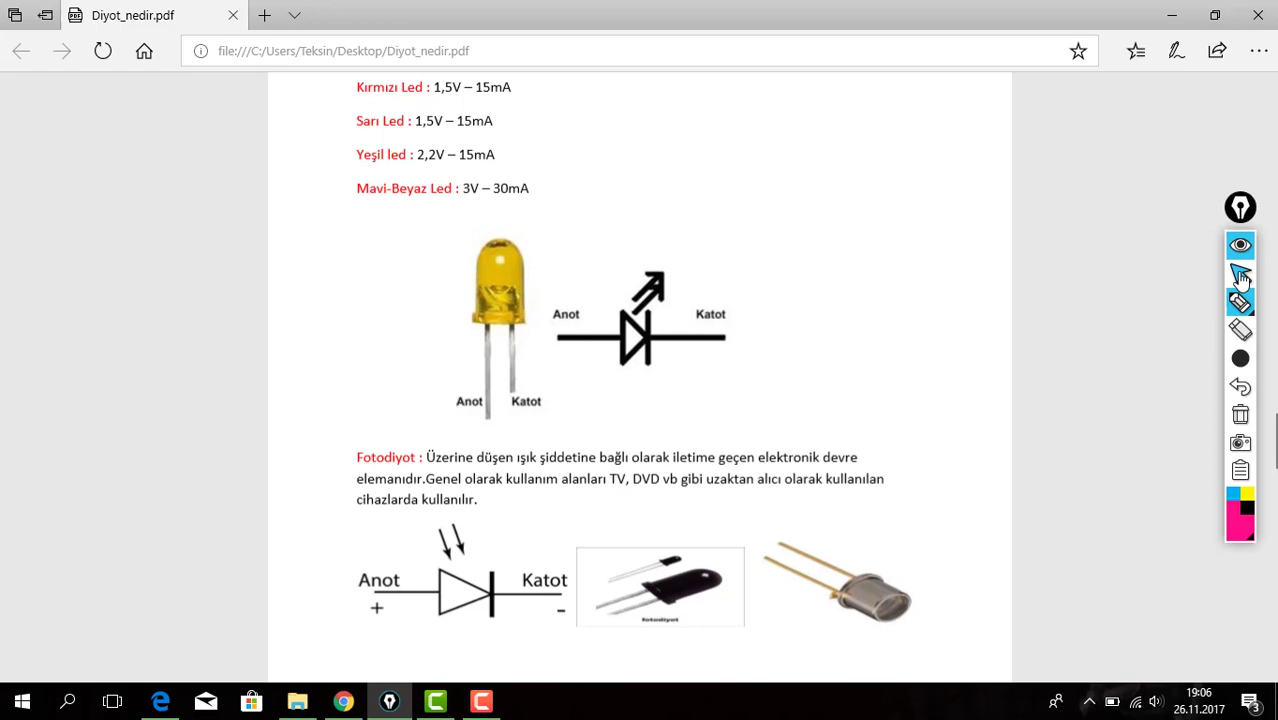 Diyot_nedir.pdf
file:///C:/Users/Teksin/Desktop/Diyot_nedir.pdf
Kırmızı Led : 1,5V – 15mA
Sarı Led : 1,5V – 15mA
Yeşil led : 2,2V – 15mA
Mavi-Beyaz Led : 3V – 30mA
Anot Katot
Anot Katot
Fotodiyot : Üzerine düşen ışık şiddetine bağlı olarak iletime geçen elektronik devre
elemanıdır.Genel olarak kullanım alanları TV, DVD vb gibi uzaktan alıcı olarak kullanılan
cihazlarda kullanılır.
Anot Katot
+ -
Fotodiyot
19:06
26.11.2017
3